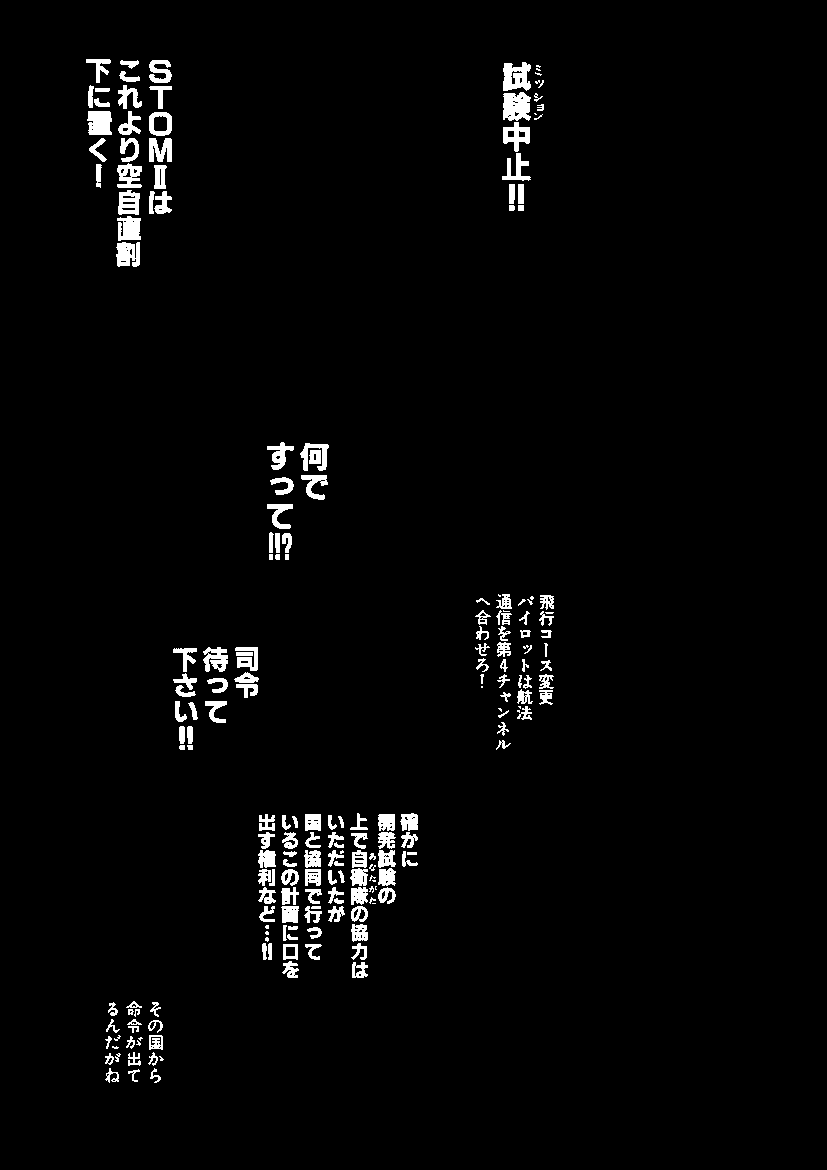 試験中止!!
ミッション
STOMⅡは
これより空自直割
下に置く!
何で
すって!!?
飛行コース変更
パイロットは航法
通信を第4チャンネル
へ合わせろ!
司令
待って
下さい!!
確かに
開発試験の
上で自衛隊の協力は
あなたがた
いただいたが
国と協同で行って
いるこの計画に口を
出す権利など…!!
その国から
命令が出て
るんだがね